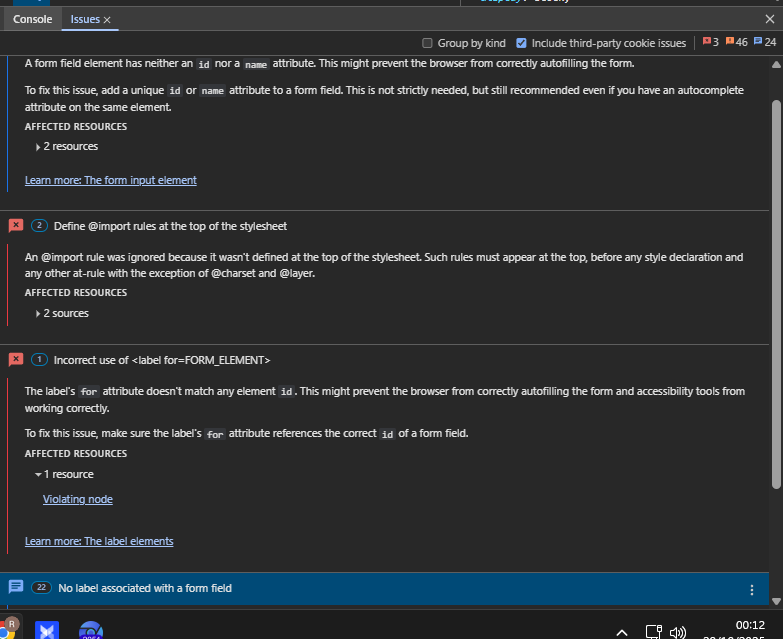 Console
Issues ×
Group by kind
Include third-party cookie issues
3
46
24
A form field element has neither an id nor a name attribute. This might prevent the browser from correctly autofilling the form.
To fix this issue, add a unique id or name attribute to a form field. This is not strictly needed, but still recommended even if you have an autocomplete
attribute on the same element.
AFFECTED RESOURCES
2 resources
Learn more: The form input element
2
Define @import rules at the top of the stylesheet
An @import rule was ignored because it wasn't defined at the top of the stylesheet. Such rules must appear at the top, before any style declaration and
any other at-rule with the exception of @charset and @layer.
AFFECTED RESOURCES
2 sources
1
Incorrect use of <label for=FORM_ELEMENT>
The label's for attribute doesn't match any element id. This might prevent the browser from correctly autofilling the form and accessibility tools from
working correctly.
To fix this issue, make sure the label's for attribute references the correct id of a form field.
AFFECTED RESOURCES
1 resource
Violating node
Learn more: The label elements
22
No label associated with a form field
R
00:12